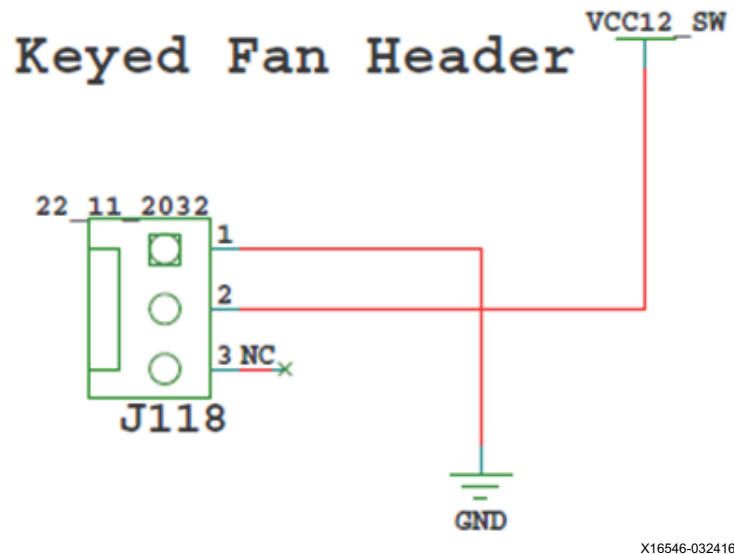 VCC12_SW
Keyed Fan Header
22_11_2032
1
2
3 NC
J118
GND
X16546-032416